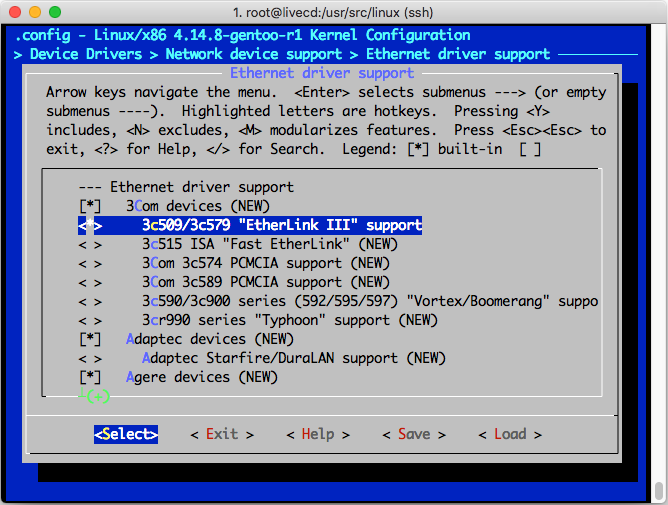 1. root@livecd:/usr/src/linux (ssh)
.config - Linux/x86 4.14.8-gentoo-r1 Kernel Configuration
> Device Drivers > Network device support > Ethernet driver support
Ethernet driver support
Arrow keys navigate the menu. <Enter> selects submenus ---> (or empty
submenus ----). Highlighted letters are hotkeys. Pressing <Y>
includes, <N> excludes, <M> modularizes features. Press <Esc><Esc> to
exit, <?> for Help, </> for Search. Legend: [*] built-in [ ]
--- Ethernet driver support
[*] 3Com devices (NEW)
<*> 3c509/3c579 "EtherLink III" support
< > 3c515 ISA "Fast EtherLink" (NEW)
< > 3Com 3c574 PCMCIA support (NEW)
< > 3Com 3c589 PCMCIA support (NEW)
< > 3c590/3c900 series (592/595/597) "Vortex/Boomerang" suppo
< > 3cr990 series "Typhoon" support (NEW)
[*] Adaptec devices (NEW)
< > Adaptec Starfire/DuraLAN support (NEW)
[*] Agere devices (NEW)
(+)
<Select> < Exit > < Help > < Save > < Load >